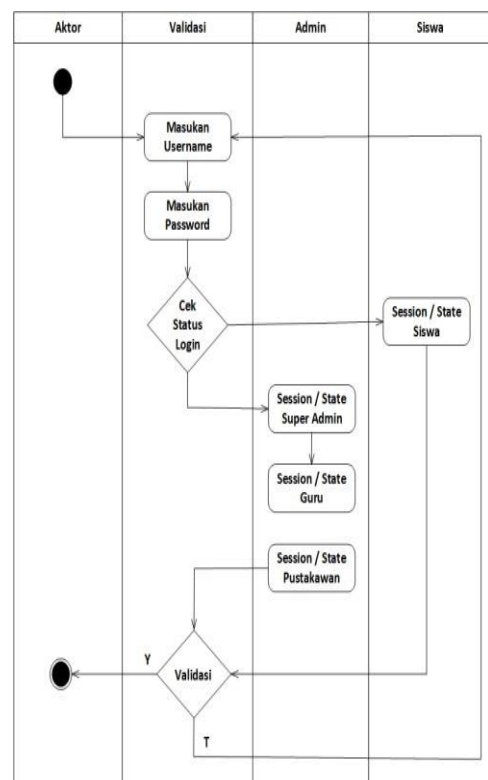 Aktor
Validasi
Admin
Siswa
Masukan
Username
Masukan
Password
Cek
Status
Login
Session / State
Siswa
Session / State
Super Admin
Session / State
Guru
Session / State
Pustakawan
Y
Validasi
T